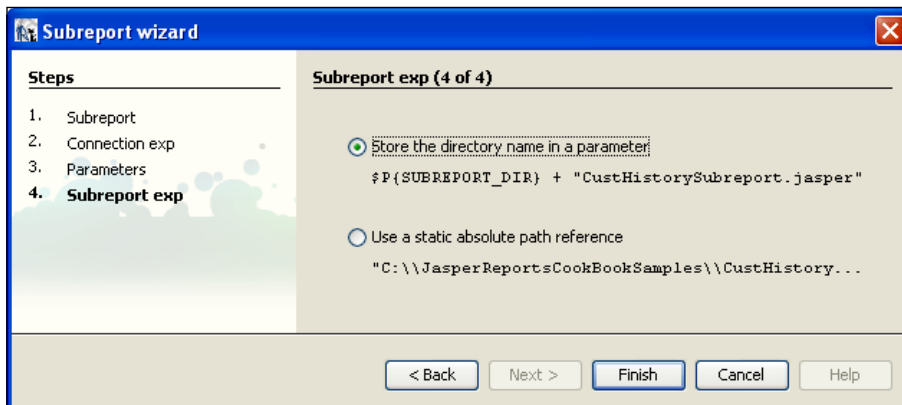 Subreport wizard
Steps
1. Subreport
2. Connection exp
3. Parameters
4. Subreport exp
Subreport exp (4 of 4)
Store the directory name in a parameter
$P{SUBREPORT_DIR} + "CustHistorySubreport.jasper"
Use a static absolute path reference
"C:\\JasperReportsCookBookSamples\\CustHistory...
< Back
Next >
Finish
Cancel
Help